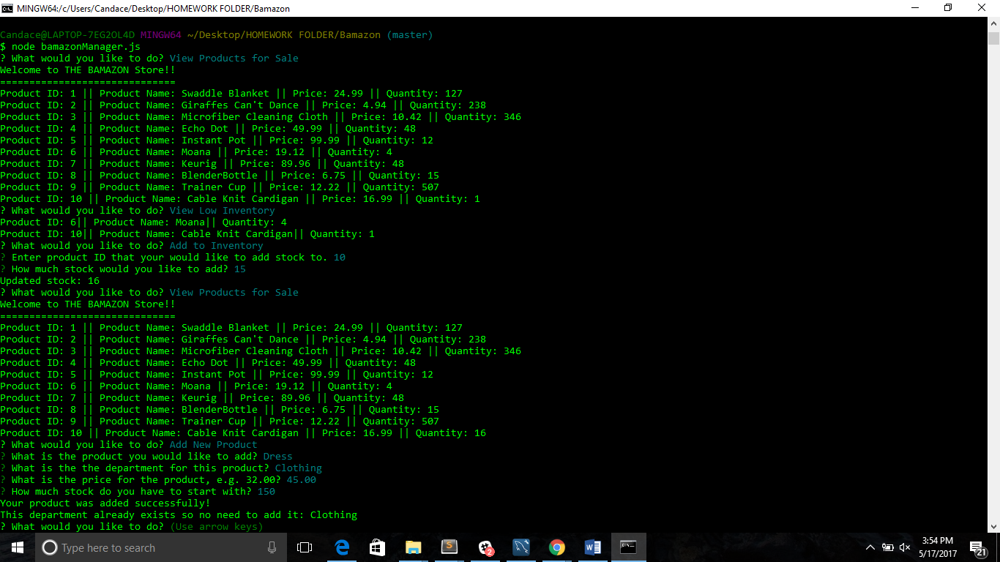 MINGW64:/c/Users/Candace/Desktop/HOMEWORK FOLDER/Bamazon
Candace@LAPTOP-7EG2OL4D MINGW64 ~/Desktop/HOMEWORK FOLDER/Bamazon (master)
$ node bamazonManager.js
? What would you like to do? View Products for Sale
Welcome to THE BAMAZON Store!!
==============================
Product ID: 1 || Product Name: Swaddle Blanket || Price: 24.99 || Quantity: 127
Product ID: 2 || Product Name: Giraffes Can't Dance || Price: 4.94 || Quantity: 238
Product ID: 3 || Product Name: Microfiber Cleaning Cloth || Price: 10.42 || Quantity: 346
Product ID: 4 || Product Name: Echo Dot || Price: 49.99 || Quantity: 48
Product ID: 5 || Product Name: Instant Pot || Price: 99.99 || Quantity: 12
Product ID: 6 || Product Name: Moana || Price: 19.12 || Quantity: 4
Product ID: 7 || Product Name: Keurig || Price: 89.96 || Quantity: 48
Product ID: 8 || Product Name: BlenderBottle || Price: 6.75 || Quantity: 15
Product ID: 9 || Product Name: Trainer Cup || Price: 12.22 || Quantity: 507
Product ID: 10 || Product Name: Cable Knit Cardigan || Price: 16.99 || Quantity: 1
? What would you like to do? View Low Inventory
Product ID: 6|| Product Name: Moana|| Quantity: 4
Product ID: 10|| Product Name: Cable Knit Cardigan|| Quantity: 1
? What would you like to do? Add to Inventory
? Enter product ID that your would like to add stock to. 10
? How much stock would you like to add? 15
Updated stock: 16
? What would you like to do? View Products for Sale
Welcome to THE BAMAZON Store!!
==============================
Product ID: 1 || Product Name: Swaddle Blanket || Price: 24.99 || Quantity: 127
Product ID: 2 || Product Name: Giraffes Can't Dance || Price: 4.94 || Quantity: 238
Product ID: 3 || Product Name: Microfiber Cleaning Cloth || Price: 10.42 || Quantity: 346
Product ID: 4 || Product Name: Echo Dot || Price: 49.99 || Quantity: 48
Product ID: 5 || Product Name: Instant Pot || Price: 99.99 || Quantity: 12
Product ID: 6 || Product Name: Moana || Price: 19.12 || Quantity: 4
Product ID: 7 || Product Name: Keurig || Price: 89.96 || Quantity: 48
Product ID: 8 || Product Name: BlenderBottle || Price: 6.75 || Quantity: 15
Product ID: 9 || Product Name: Trainer Cup || Price: 12.22 || Quantity: 507
Product ID: 10 || Product Name: Cable Knit Cardigan || Price: 16.99 || Quantity: 16
? What would you like to do? Add New Product
? What is the product you would like to add? Dress
? What is the the department for this product? Clothing
? What is the price for the product, e.g. 32.00? 45.00
? How much stock do you have to start with? 150
Your product was added successfully!
This department already exists so no need to add it: Clothing
? What would you like to do? (Use arrow keys)
Type here to search
2
3:54 PM
5/17/2017
21